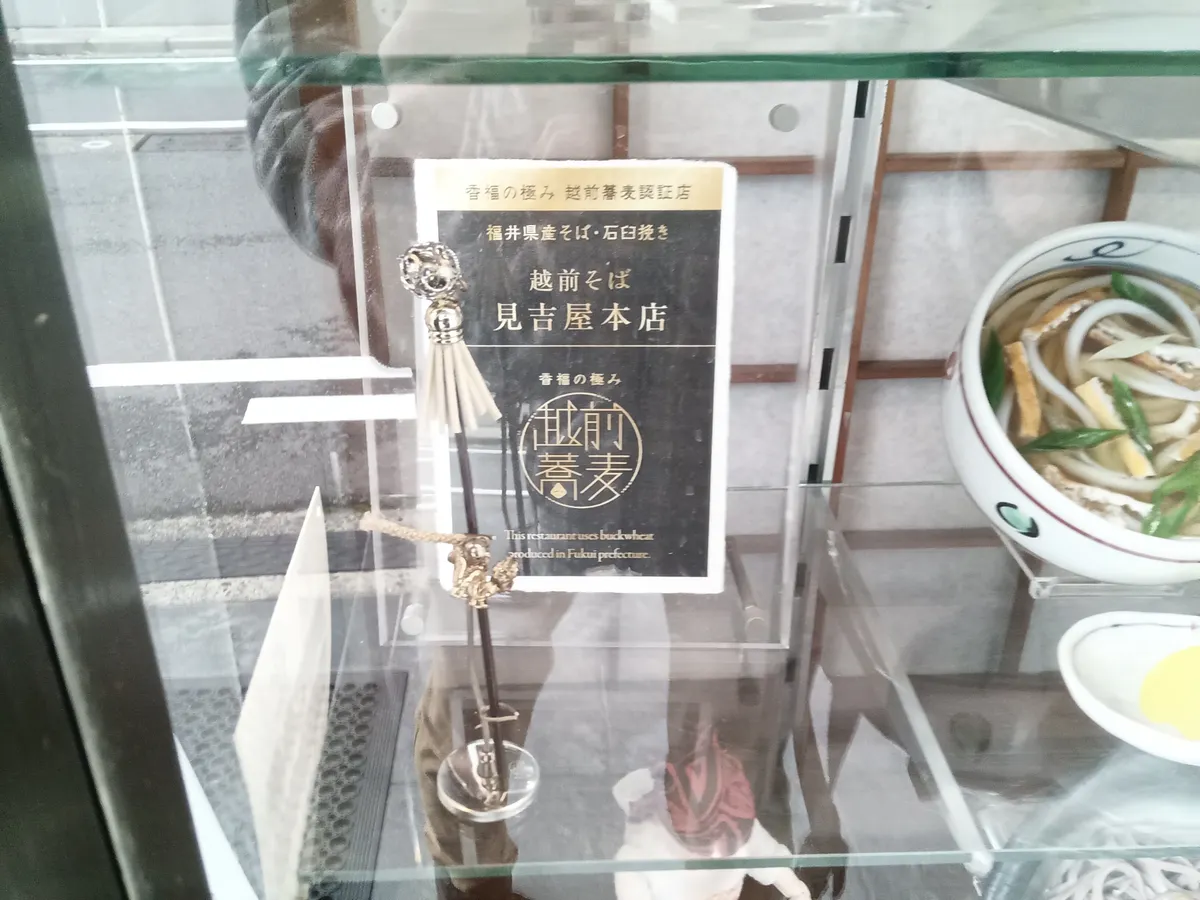 香福の極み 越前蕎麦認証店
福井県産そば・石臼挽き
越前そば
見吉屋本店
香福の極み
越前
蕎麦
This restaurant uses buckwheat
produced in Fukui prefecture.